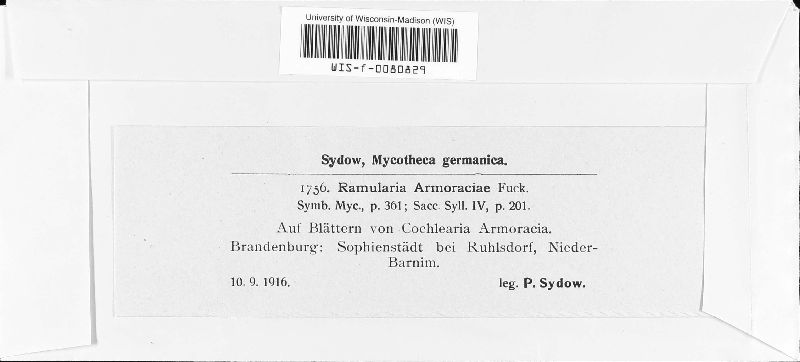 University of Wisconsin-Madison (WIS)
WIS-f-0080829
Sydow, Mycotheca germanica.
1756. Ramularia Armoraciae Fuck.
Symb. Myc., p. 361; Sacc. Syll. IV, p. 201.
Auf Blättern von Cochlearia Armoracia.
Brandenburg: Sophienstädt bei Ruhlsdorf, Nieder-
Barnim.
10. 9. 1916. leg. P. Sydow.